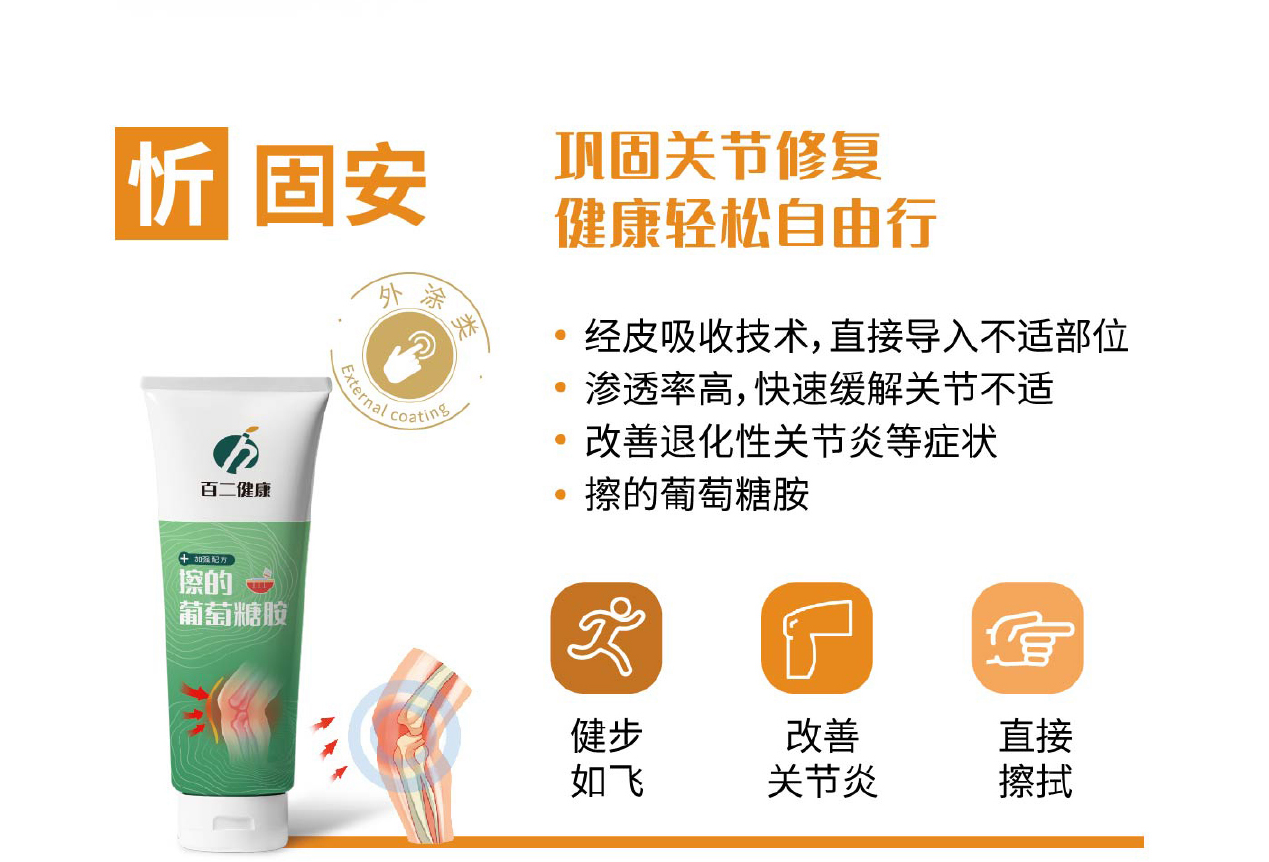 忻固安
巩固关节修复
健康轻松自由行
外涂类
External coating
• 经皮吸收技术，直接导入不适部位
• 渗透率高，快速缓解关节不适
• 改善退化性关节炎等症状
• 擦的葡萄糖胺
百二健康
+ 加强配方
擦的
葡萄糖胺
健步
如飞
改善
关节炎
直接
擦拭